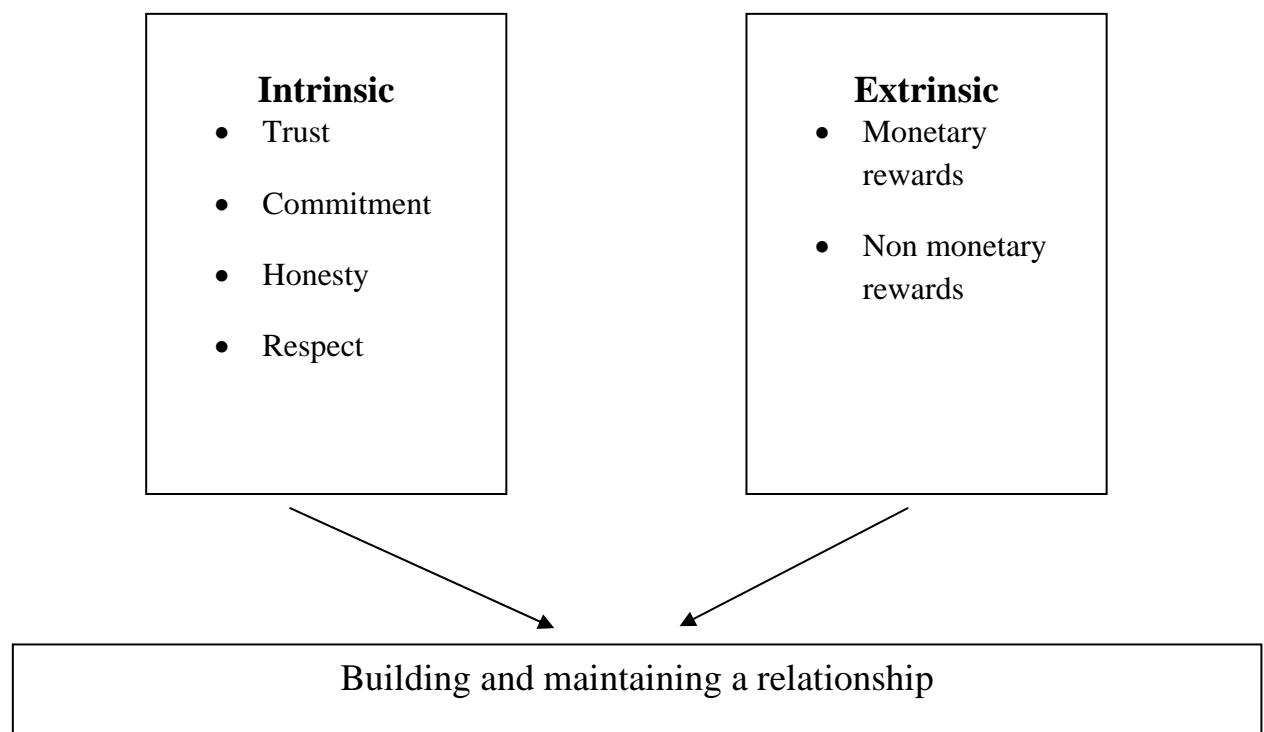 Intrinsic
• Trust
• Commitment
• Honesty
• Respect
Extrinsic
• Monetary
rewards
• Non monetary
rewards
Building and maintaining a relationship